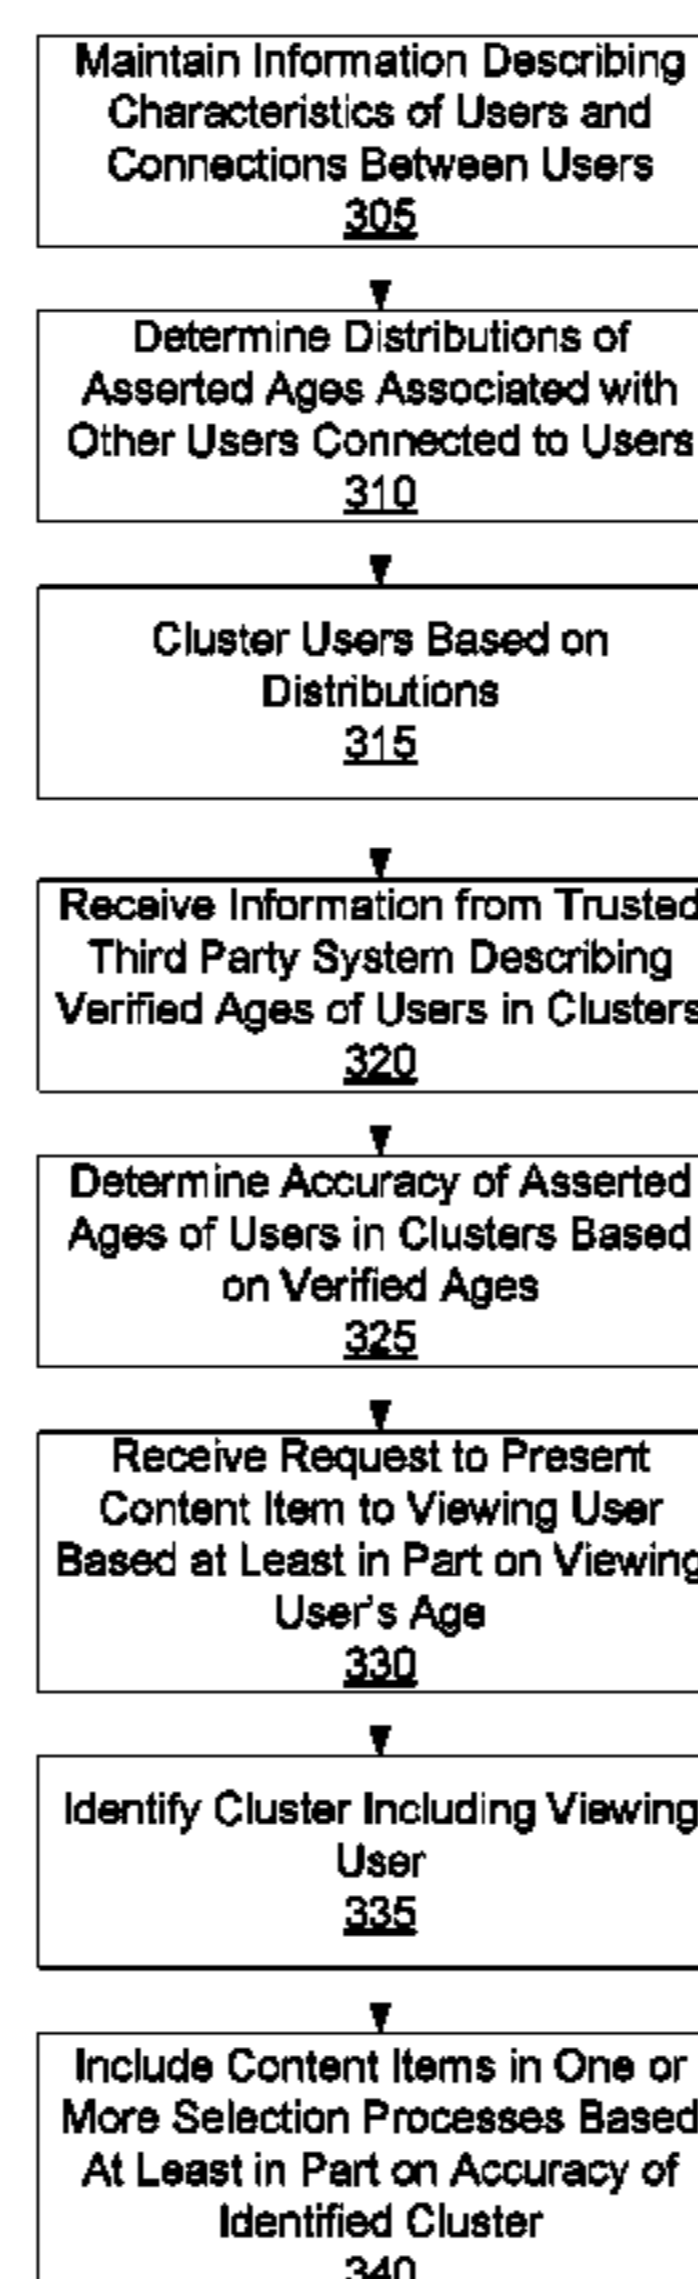 Maintain Information Describing
Characteristics of Users and
Connections Between Users
305
Determine Distributions of
Asserted Ages Associated with
Other Users Connected to Users
310
Cluster Users Based on
Distributions
315
Receive Information from Trusted
Third Party System Describing
Verified Ages of Users in Clusters
320
Determine Accuracy of Asserted
Ages of Users in Clusters Based
on Verified Ages
325
Receive Request to Present
Content Item to Viewing User
Based at Least in Part on Viewing
User's Age
330
Identify Cluster Including Viewing
User
335
Include Content Items in One or
More Selection Processes Based
At Least in Part on Accuracy of
Identified Cluster
340